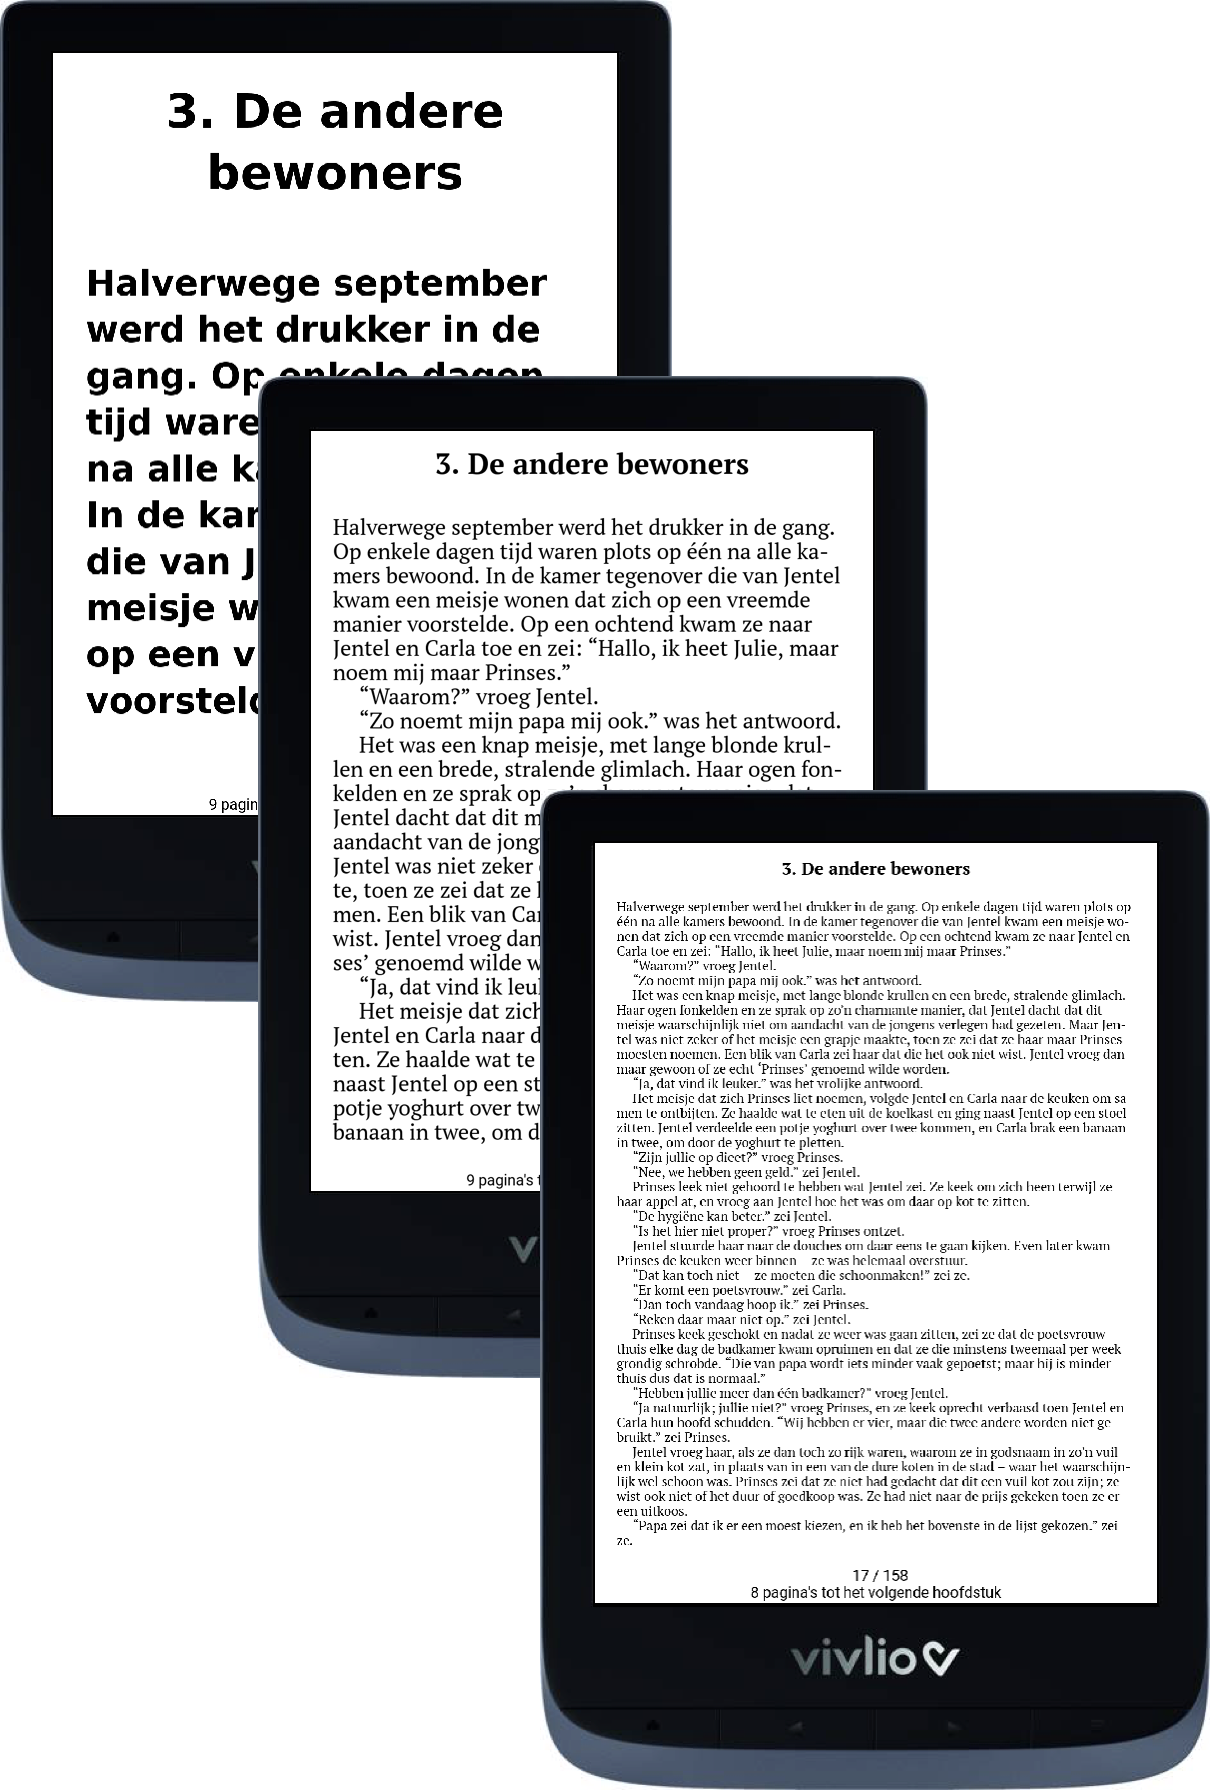 3. De andere
bewoners
Halverwege september
werd het drukker in de
gang. Op enkele dagen
tijd ware
na alle k
In de kar
die van J
meisje w
op een v
voorsteld
9 pagin
3. De andere bewoners
Halverwege september werd het drukker in de gang.
Op enkele dagen tijd waren plots op één na alle ka-
mers bewoond. In de kamer tegenover die van Jentel
kwam een meisje wonen dat zich op een vreemde
manier voorstelde. Op een ochtend kwam ze naar
Jentel en Carla toe en zei: “Hallo, ik heet Julie, maar
noem mij maar Prinses.”
“Waarom?” vroeg Jentel.
“Zo noemt mijn papa mij ook.” was het antwoord.
Het was een knap meisje, met lange blonde krul-
len en een brede, stralende glimlach. Haar ogen fon-
kelden en ze sprak op
Jentel dacht dat dit m
aandacht van de jong
Jentel was niet zeker
te, toen ze zei dat ze
men. Een blik van Car
wist. Jentel vroeg dan
ses’ genoemd wilde w
“Ja, dat vind ik leuk
Het meisje dat zich
Jentel en Carla naar d
ten. Ze haalde wat te
naast Jentel op een st
potje yoghurt over tw
banaan in twee, om d
9 pagina's t
v
3. De andere bewoners
Halverwege september werd het drukker in de gang. Op enkele dagen tijd waren plots op
één na alle kamers bewoond. In de kamer tegenover die van Jentel kwam een meisje wo-
nen dat zich op een vreemde manier voorstelde. Op een ochtend kwam ze naar Jentel en
Carla toe en zei: “Hallo, ik heet Julie, maar noem mij maar Prinses.”
“Waarom?” vroeg Jentel.
“Zo noemt mijn papa mij ook.” was het antwoord.
Het was een knap meisje, met lange blonde krullen en een brede, stralende glimlach.
Haar ogen fonkelden en ze sprak op zo’n charmante manier, dat Jentel dacht dat dit
meisje waarschijnlijk niet om aandacht van de jongens verlegen had gezeten. Maar Jen-
tel was niet zeker of het meisje een grapje maakte, toen ze zei dat ze haar maar Prinses
moesten noemen. Een blik van Carla zei haar dat die het ook niet wist. Jentel vroeg dan
maar gewoon of ze echt ‘Prinses’ genoemd wilde worden.
“Ja, dat vind ik leuker.” was het vrolijke antwoord.
Het meisje dat zich Prinses liet noemen, volgde Jentel en Carla naar de keuken om sa
men te ontbijten. Ze haalde wat te eten uit de koelkast en ging naast Jentel op een stoel
zitten. Jentel verdeelde een potje yoghurt over twee kommen, en Carla brak een banaan
in twee, om door de yoghurt te pletten.
“Zijn jullie op dieet?” vroeg Prinses.
“Nee, we hebben geen geld.” zei Jentel.
Prinses leek niet gehoord te hebben wat Jentel zei. Ze keek om zich heen terwijl ze
haar appel at, en vroeg aan Jentel hoe het was om daar op kot te zitten.
“De hygiëne kan beter.” zei Jentel.
“Is het hier niet proper?” vroeg Prinses ontzet.
Jentel stuurde haar naar de douches om daar eens te gaan kijken. Even later kwam
Prinses de keuken weer binnen – ze was helemaal overstuur.
“Dat kan toch niet – ze moeten die schoonmaken!” zei ze.
“Er komt een poetsvrouw.” zei Carla.
“Dan toch vandaag hoop ik.” zei Prinses.
“Reken daar maar niet op.” zei Jentel.
Prinses keek geschokt en nadat ze weer was gaan zitten, zei ze dat de poetsvrouw
thuis elke dag de badkamer kwam opruimen en dat ze die minstens tweemaal per week
grondig schrobde. “Die van papa wordt iets minder vaak gepoetst; maar hij is minder
thuis dus dat is normaal.”
“Hebben jullie meer dan één badkamer?” vroeg Jentel.
“Ja natuurlijk; jullie niet?” vroeg Prinses, en ze keek oprecht verbaasd toen Jentel en
Carla hun hoofd schudden. “Wij hebben er vier, maar die twee andere worden niet ge
bruikt.” zei Prinses.
Jentel vroeg haar, als ze dan toch zo rijk waren, waarom ze in godsnaam in zo’n vuil
en klein kot zat, in plaats van in een van de dure koten in de stad – waar het waarschijn-
lijk wel schoon was. Prinses zei dat ze niet had gedacht dat dit een vuil kot zou zijn; ze
wist ook niet of het duur of goedkoop was. Ze had niet naar de prijs gekeken toen ze er
een uitkoos.
“Papa zei dat ik er een moest kiezen, en ik heb het bovenste in de lijst gekozen.” zei
ze.
17 / 158
8 pagina's tot het volgende hoofdstuk
vivlio